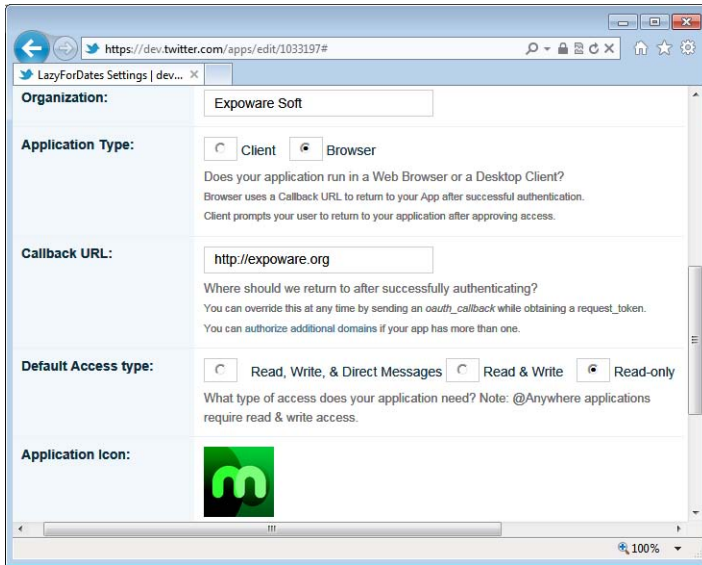 https://dev.twitter.com/apps/edit/1033197#
LazyForDates Settings | dev...
Organization:
Expoware Soft
Application Type:
Client Browser
Does your application run in a Web Browser or a Desktop Client?
Browser uses a Callback URL to return to your App after successful authentication.
Client prompts your user to return to your application after approving access.
Callback URL:
http://expoware.org
Where should we return to after successfully authenticating?
You can override this at any time by sending an oauth_callback while obtaining a request_token.
You can authorize additional domains if your app has more than one.
Default Access type:
Read, Write, & Direct Messages Read & Write Read-only
What type of access does your application need? Note: @Anywhere applications
require read & write access.
Application Icon:
m
100%